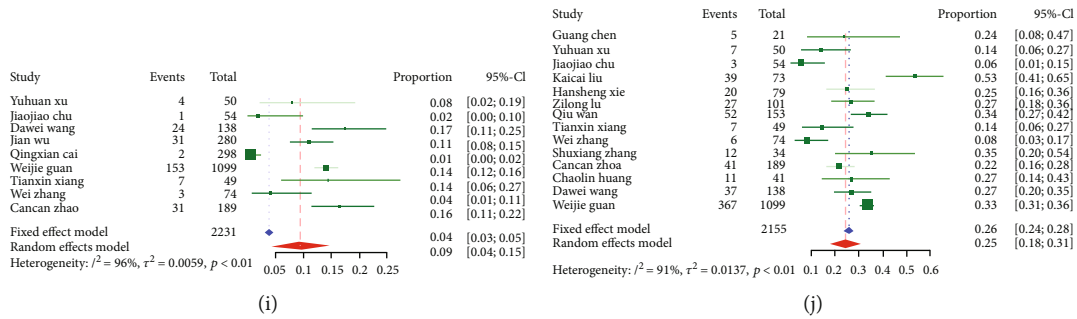 Study Events Total Proportion 95%-CI
Yuhuan xu 4 50 0.08 [0.02; 0.19]
Jiaojiao chu 1 54 0.02 [0.00; 0.10]
Dawei wang 24 138 0.17 [0.11; 0.25]
Jian wu 31 280 0.11 [0.08; 0.15]
Qingxian cai 2 298 0.01 [0.00; 0.02]
Weijie guan 153 1099 0.14 [0.12; 0.16]
Tianxin xiang 7 49 0.14 [0.06; 0.27]
Wei zhang 3 74 0.04 [0.01; 0.11]
Cancan zhao 31 189 0.16 [0.11; 0.22]
Fixed effect model 2231 0.04 [0.03; 0.05]
Random effects model 0.09 [0.04; 0.15]
Heterogeneity: I² = 96%, τ² = 0.0059, p < 0.01
0.05 0.1 0.15 0.2 0.25
(i)
Study Events Total Proportion 95%-CI
Guang chen 5 21 0.24 [0.08; 0.47]
Yuhuan xu 7 50 0.14 [0.06; 0.27]
Jiaojiao chu 3 54 0.06 [0.01; 0.15]
Kaicai liu 39 73 0.53 [0.41; 0.65]
Hansheng xie 20 79 0.25 [0.16; 0.36]
Zilong lu 27 101 0.27 [0.18; 0.36]
Qiu wan 52 153 0.34 [0.27; 0.42]
Tianxin xiang 7 49 0.14 [0.06; 0.27]
Wei zhang 6 74 0.08 [0.03; 0.17]
Shuxiang zhang 12 34 0.35 [0.20; 0.54]
Cancan zhoa 41 189 0.22 [0.16; 0.28]
Chaolin huang 11 41 0.27 [0.14; 0.43]
Dawei wang 37 138 0.27 [0.20; 0.35]
Weijie guan 367 1099 0.33 [0.31; 0.36]
Fixed effect model 2155 0.26 [0.24; 0.28]
Random effects model 0.25 [0.18; 0.31]
Heterogeneity: I² = 91%, τ² = 0.0137, p < 0.01
0.1 0.2 0.3 0.4 0.5 0.6
(j)